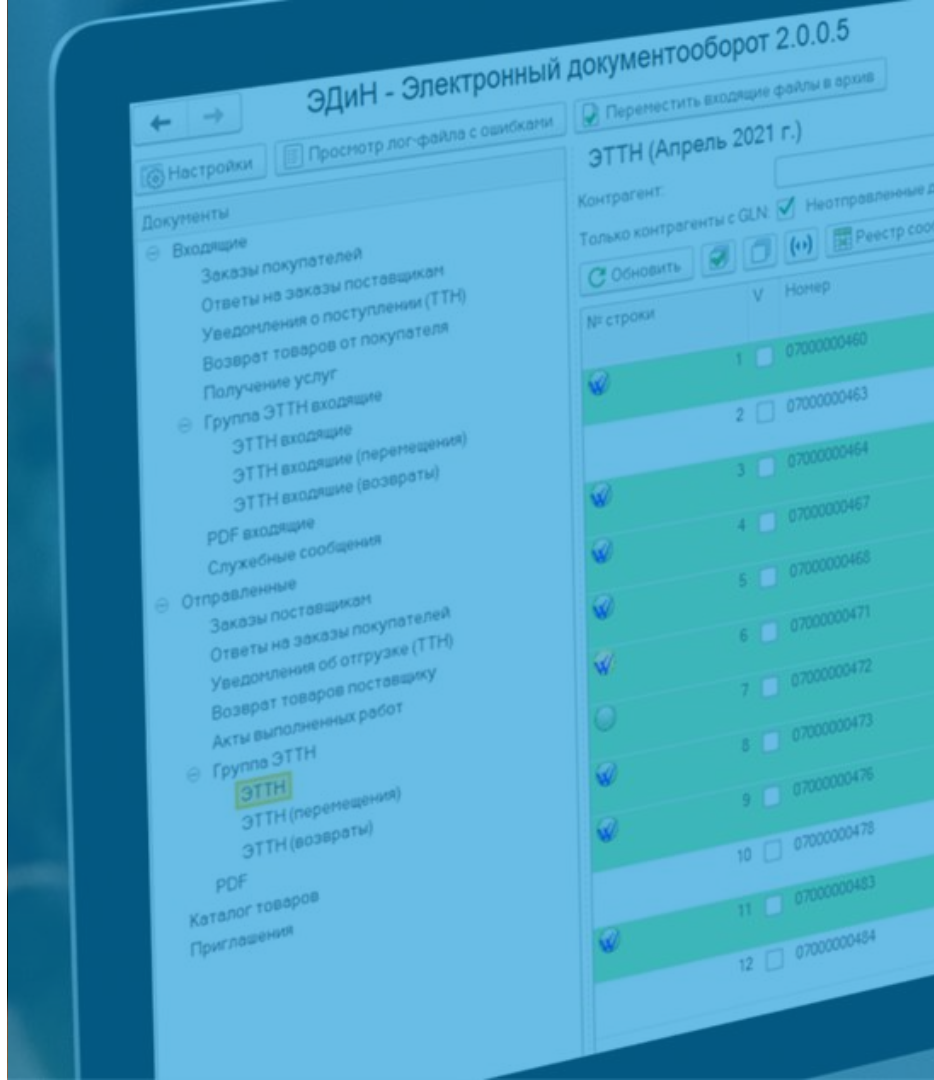 ЭДиН - Электронный документооборот 2.0.0.5
Настройки
Просмотр лог-файла с ошибками
Переместить входящие файлы в архив
Документы
Входящие
Заказы покупателей
Ответы на заказы поставщикам
Уведомления о поступлении (ТТН)
Возврат товаров от покупателя
Получение услуг
Группа ЭТТН входящие
ЭТТН входящие
ЭТТН входящие (перемещения)
ЭТТН входящие (возвраты)
PDF входящие
Служебные сообщения
Отправленные
Заказы поставщикам
Ответы на заказы покупателей
Уведомления об отгрузке (ТТН)
Возврат товаров поставщику
Акты выполненных работ
Группа ЭТТН
ЭТТН
ЭТТН (перемещения)
ЭТТН (возвраты)
PDF
Каталог товаров
Приглашения
ЭТТН (Апрель 2021 г.)
Контрагент:
Только контрагенты с GLN: Неотправленные
Обновить Реестр
№ строки V Номер
1 07000000460
2 07000000463
3 07000000464
4 07000000467
5 07000000468
6 07000000471
7 07000000472
8 07000000473
9 07000000476
10 07000000478
11 07000000483
12 07000000484